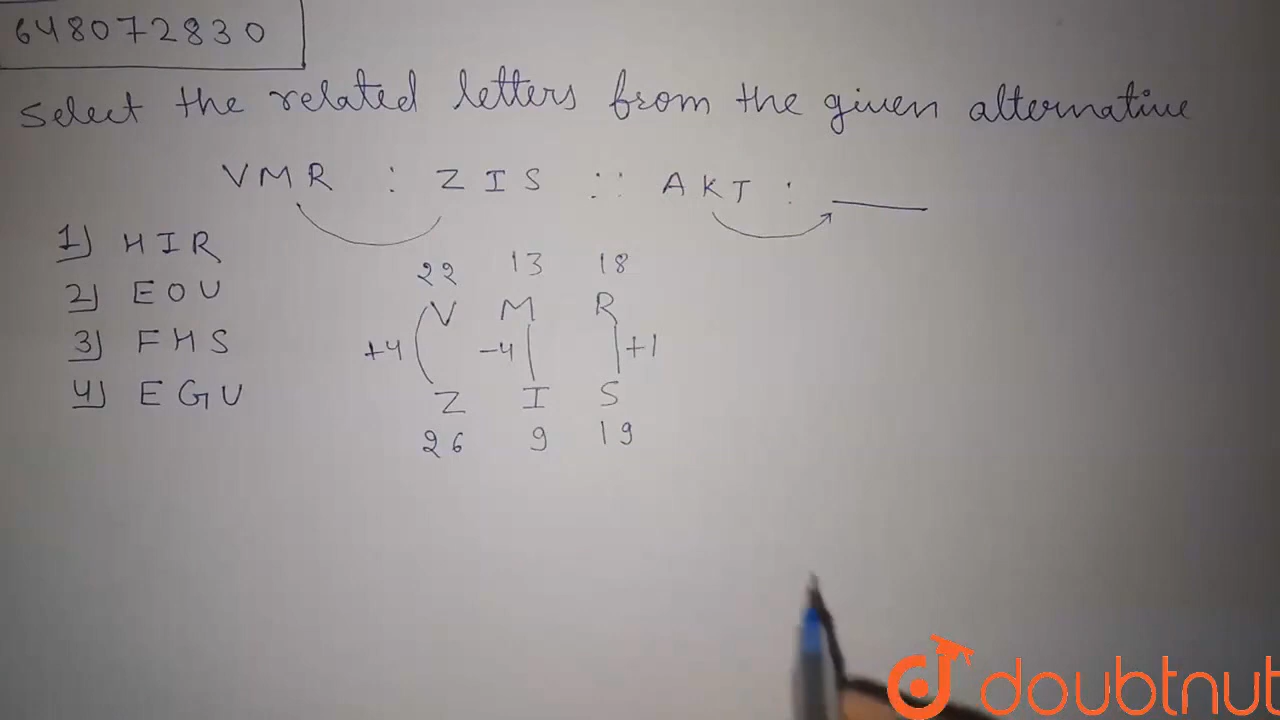 648072830
Select the related letters from the given alternative
VMR : ZIS :: AKT : ____
1) HIR
2) EOU
3) FHS
4) EGU
22 13 18
V M R
+4 -4 +1
Z I S
26 9 19
doubtnut